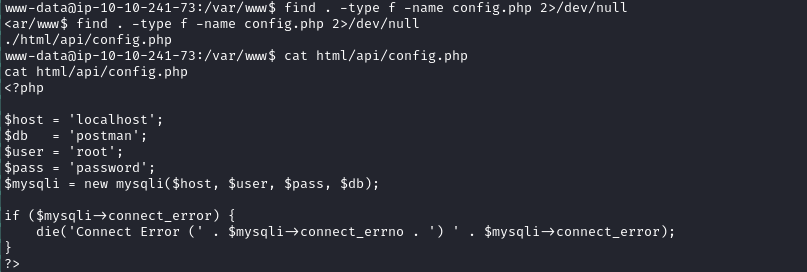 www-data@ip-10-10-241-73:/var/www$ find . -type f -name config.php 2>/dev/null
<ar/www$ find . -type f -name config.php 2>/dev/null
./html/api/config.php
www-data@ip-10-10-241-73:/var/www$ cat html/api/config.php
cat html/api/config.php
<?php

$host = 'localhost';
$db   = 'postman';
$user = 'root';
$pass = 'password';
$mysqli = new mysqli($host, $user, $pass, $db);

if ($mysqli->connect_error) {
    die('Connect Error (' . $mysqli->connect_errno . ') ' . $mysqli->connect_error);
}
?>